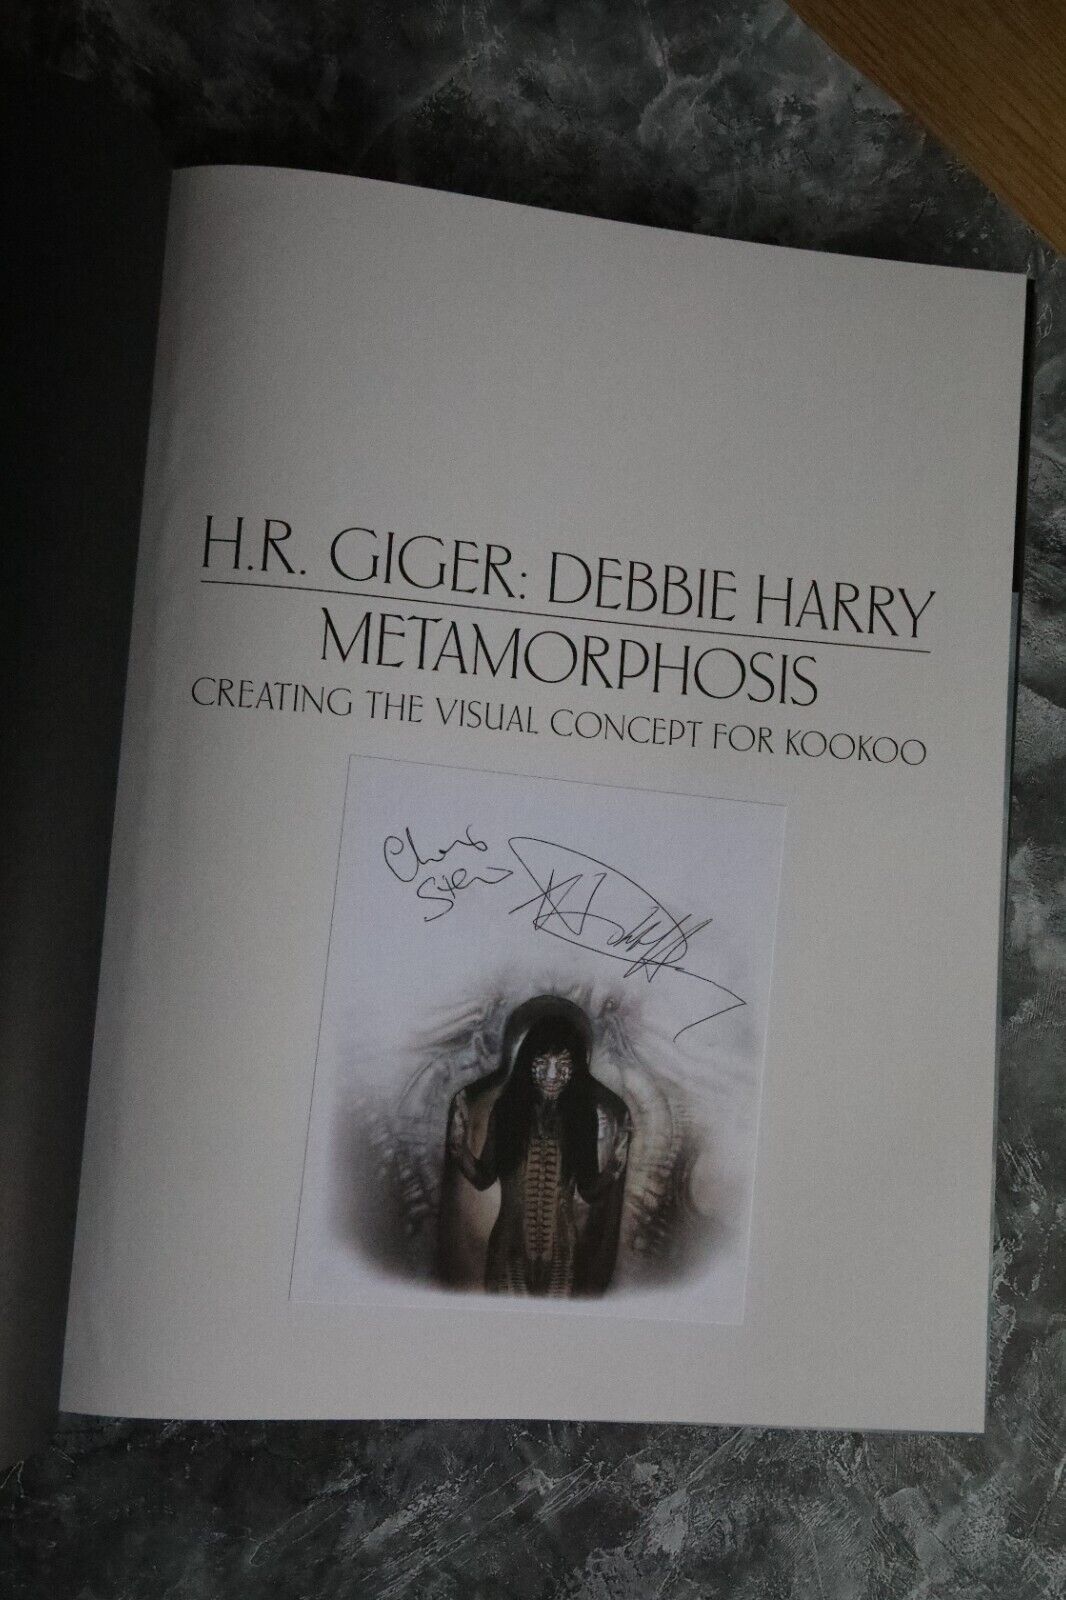 H.R. GIGER: DEBBIE HARRY
METAMORPHOSIS
CREATING THE VISUAL CONCEPT FOR KOOKOO
Chris
Stein